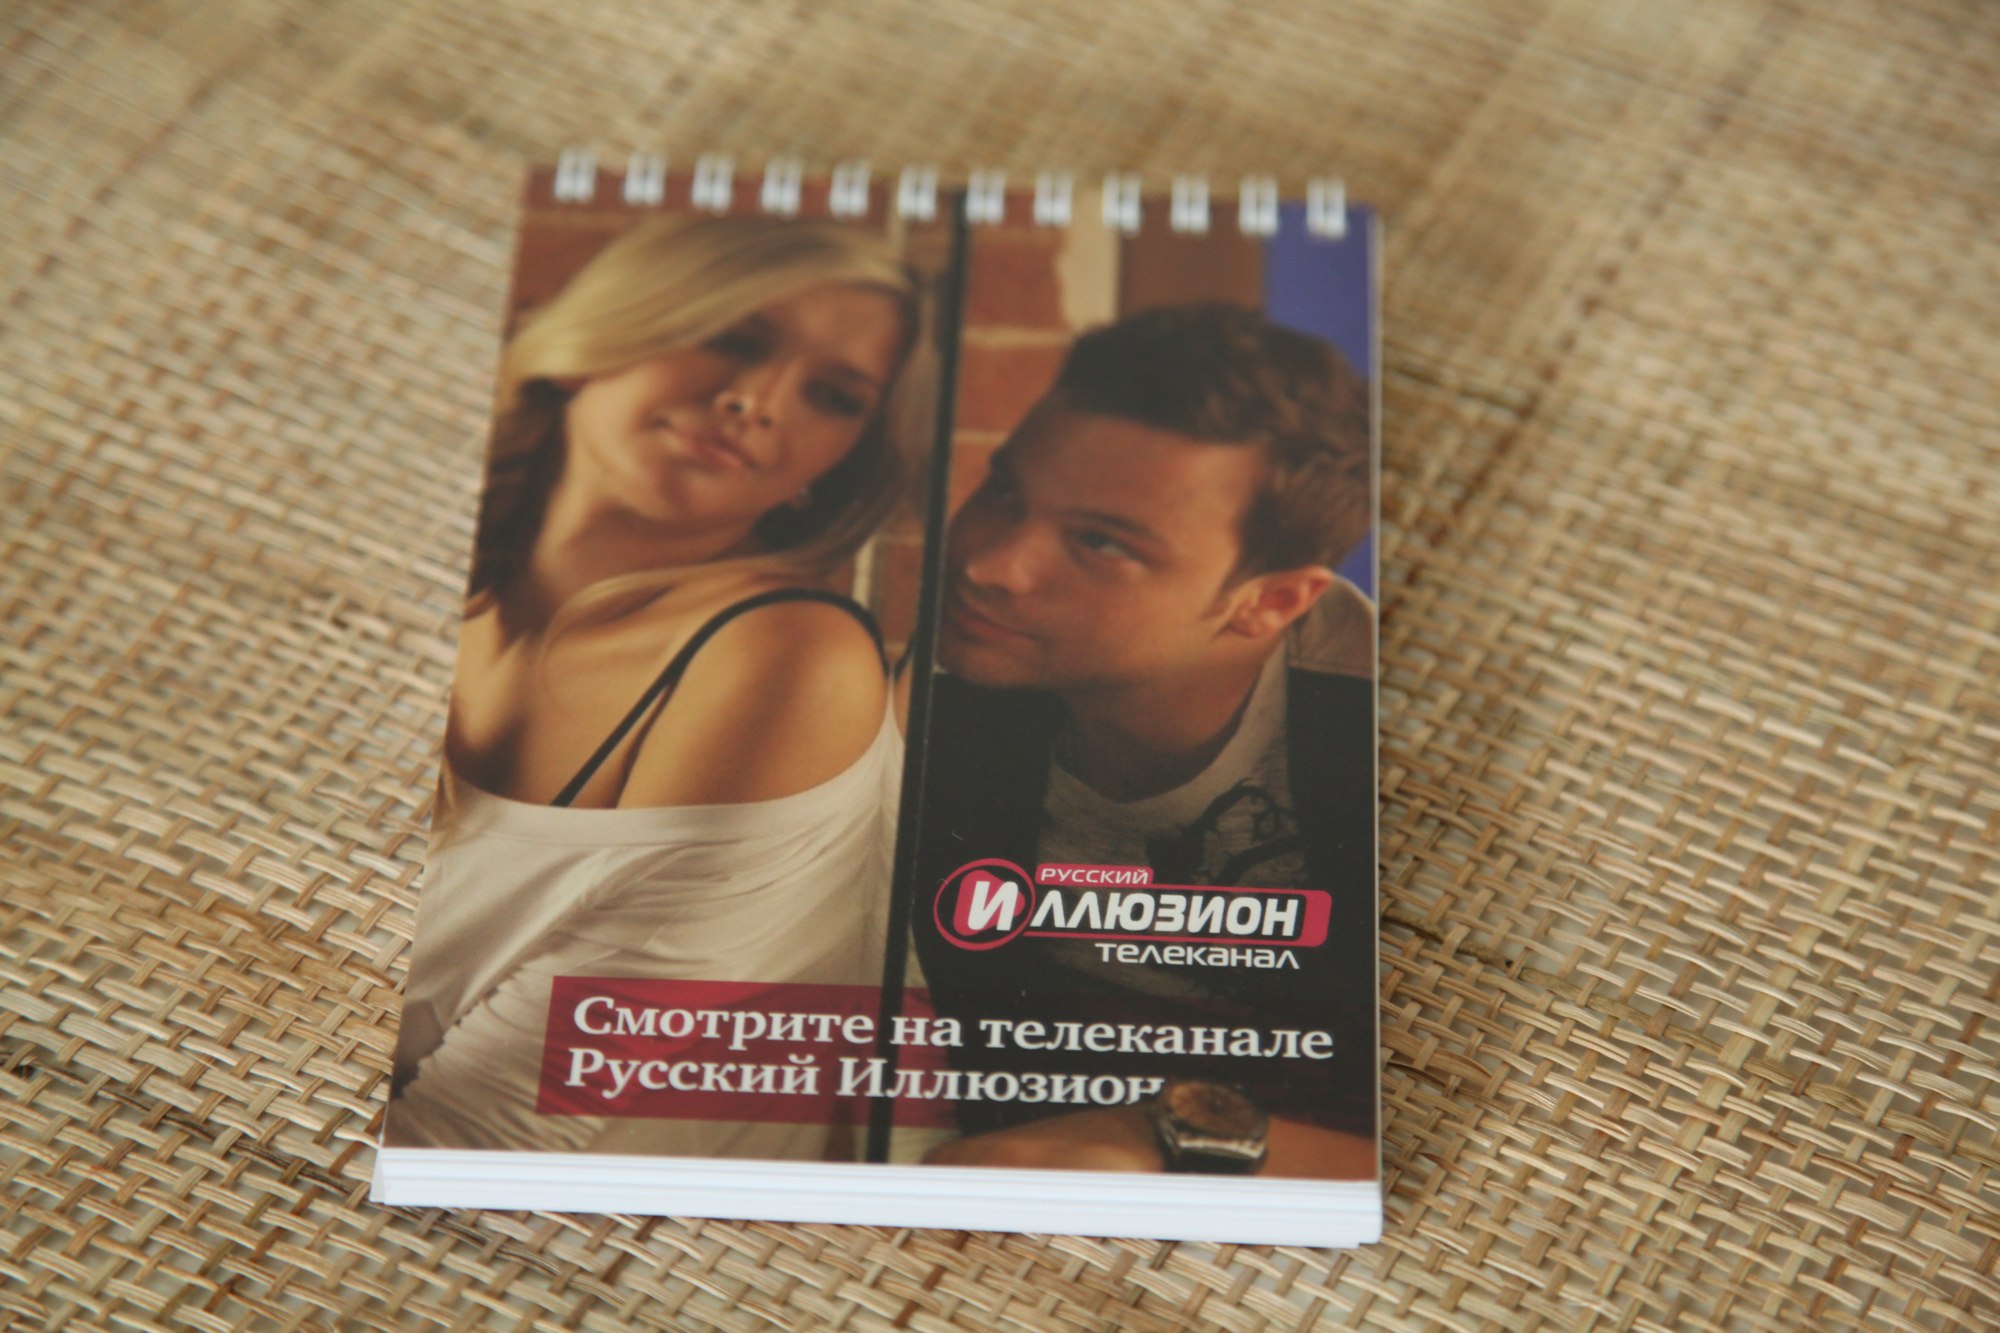 РУССКИЙ
ИЛЛЮЗИОН
ТЕЛЕКАНАЛ
Смотрите на телеканале
Русский Иллюзион